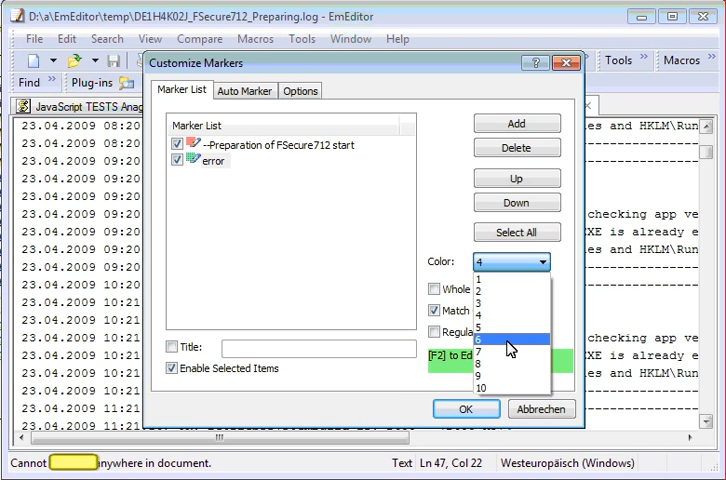 D:\a\EmEditor\temp\DE1H4K02J_FSecure712_Preparing.log - EmEditor
File Edit Search View Compare Macros Tools Window Help
Tools » Macros »
Find » Plug-ins
JavaScript TESTS Anag
Customize Markers
Marker List Auto Marker Options
Marker List
--Preparation of FSecure712 start
error
Add
Delete
Up
Down
Select All
Color: 4
1
2
3
4
5
6
7
8
9
10
Whole
Match
Regula
Title:
Enable Selected Items
[F2] to Ed
OK Abbrechen
23.04.2009 08:20 es and HKLM\Run
23.04.2009 08:20
23.04.2009 09:20
23.04.2009 09:20
23.04.2009 09:20
23.04.2009 09:20 checking app ve
23.04.2009 09:20 EXE is already e
23.04.2009 09:20 es and HKLM\Run
23.04.2009 09:20
23.04.2009 10:20
23.04.2009 10:21
23.04.2009 10:21
23.04.2009 10:21 checking app ve
23.04.2009 10:21 EXE is already e
23.04.2009 10:21 es and HKLM\Run
23.04.2009 10:21
23.04.2009 11:21
23.04.2009 11:21
Cannot nywhere in document. Text Ln 47, Col 22 Westeuropäisch (Windows)